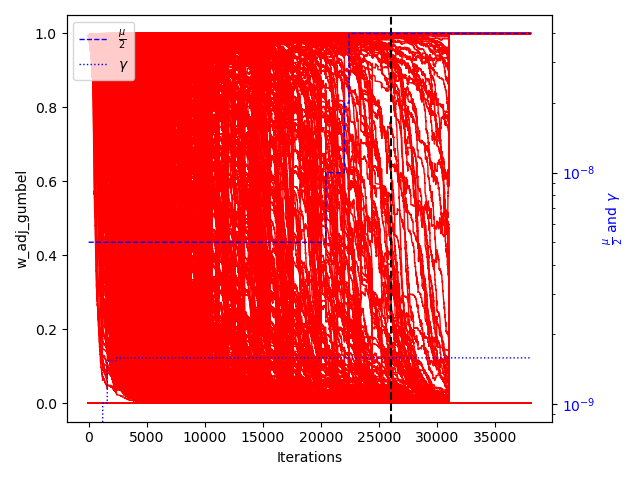 μ/2
γ
1.0
0.8
0.6
0.4
0.2
0.0
w_adj_gumbel
10⁻⁸
10⁻⁹
μ/2 and γ
0 5000 10000 15000 20000 25000 30000 35000
Iterations